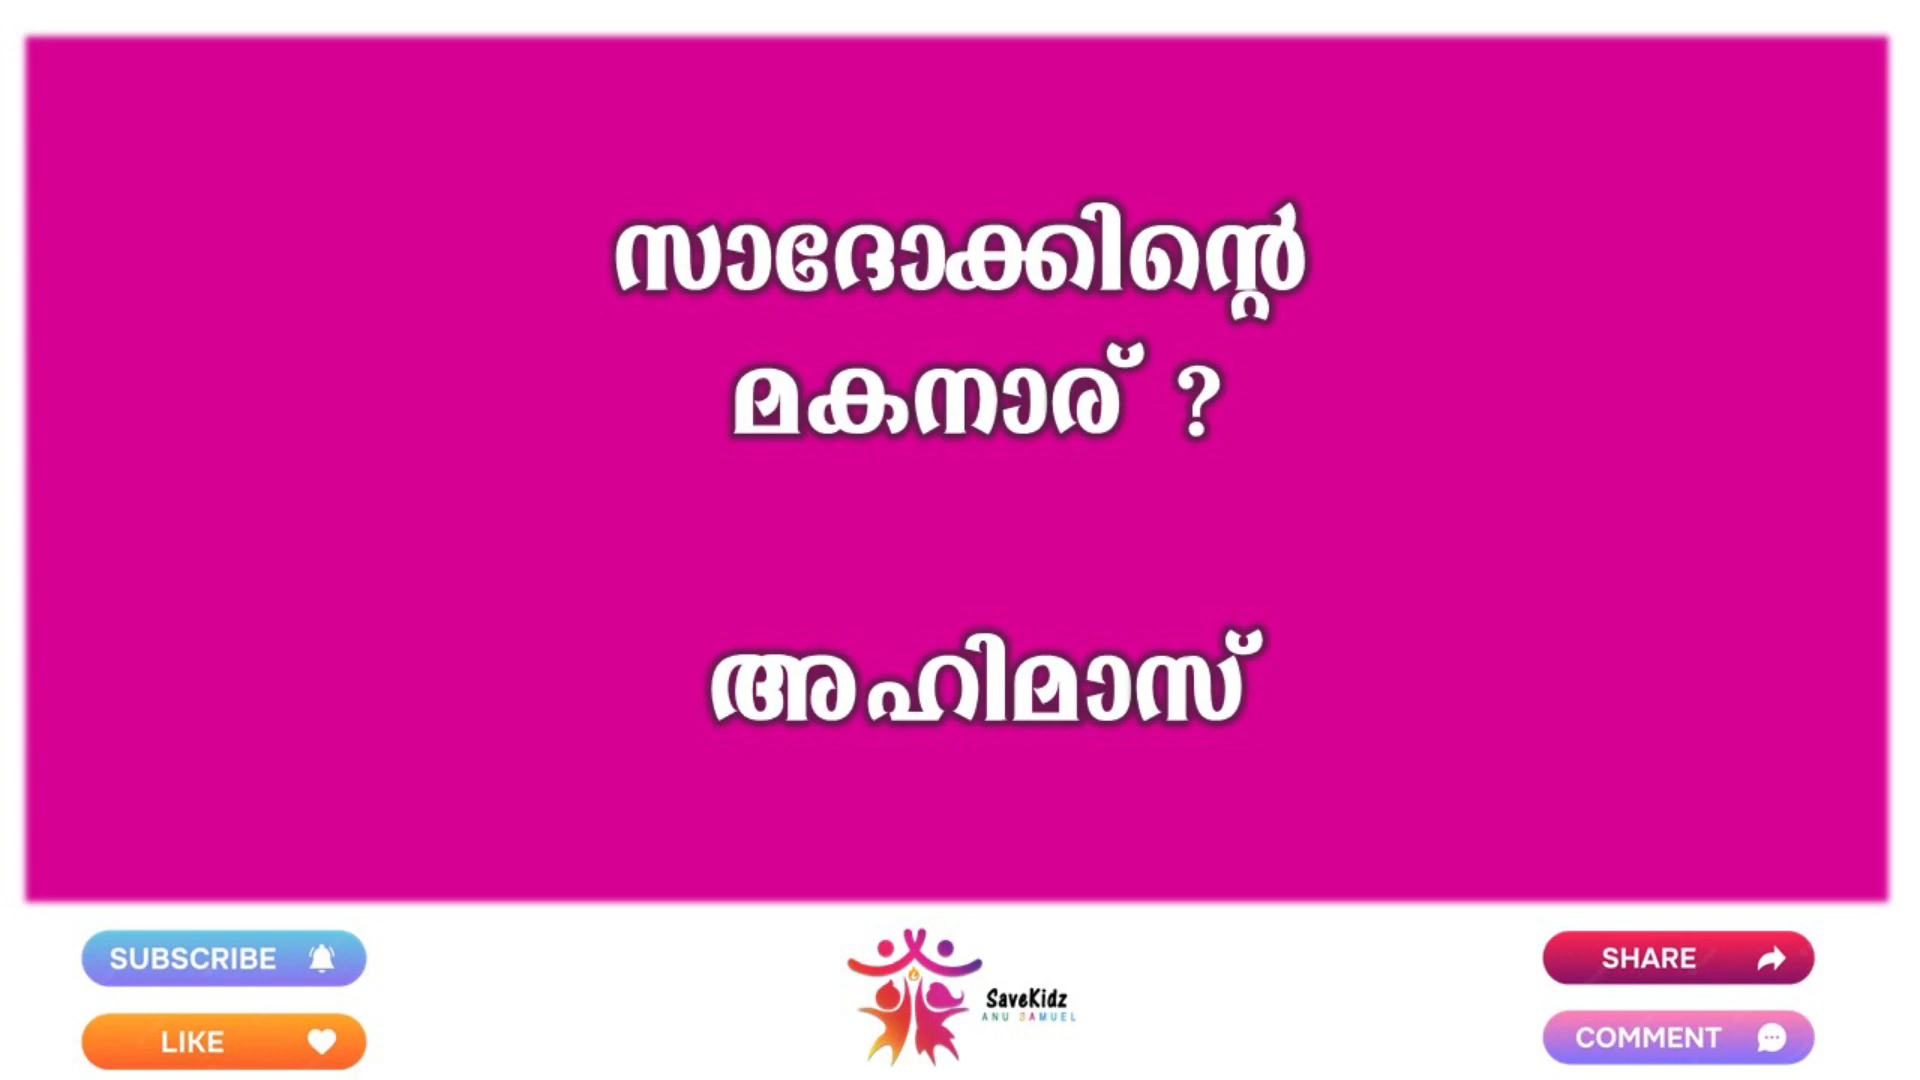 സാദോക്കിന്റെ
മകനാര് ?
അഹിമാസ്
SUBSCRIBE
LIKE
SaveKidz
ANU SAMUEL
SHARE
COMMENT